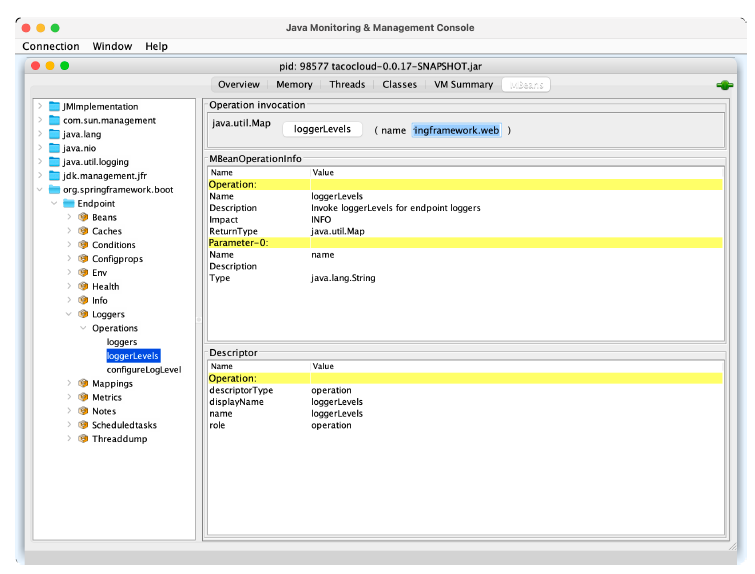 Java Monitoring & Management Console
Connection Window Help
pid: 98577 tacocloud-0.0.17-SNAPSHOT.jar
Overview Memory Threads Classes VM Summary MBeans
JMImplementation
com.sun.management
java.lang
java.nio
java.util.logging
jdk.management.jfr
org.springframework.boot
Endpoint
Beans
Caches
Conditions
Configprops
Env
Health
Info
Loggers
Operations
loggers
loggerLevels
configureLogLevel
Mappings
Metrics
Notes
Scheduledtasks
Threaddump
Operation invocation
java.util.Map loggerLevels ( name ingframework.web )
MBeanOperationInfo
Name Value
Operation:
Name loggerLevels
Description Invoke loggerLevels for endpoint loggers
Impact INFO
ReturnType java.util.Map
Parameter-0:
Name name
Description
Type java.lang.String
Descriptor
Name Value
Operation:
descriptorType operation
displayName loggerLevels
name loggerLevels
role operation